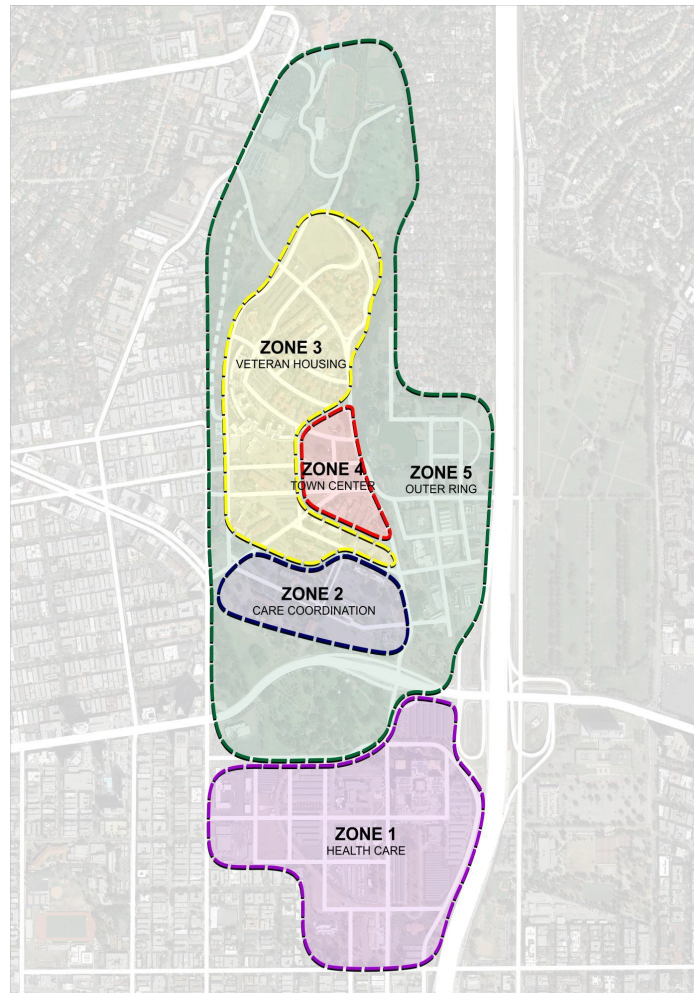 ZONE 3
VETERAN HOUSING
ZONE 4
TOWN CENTER
ZONE 5
OUTER RING
ZONE 2
CARE COORDINATION
ZONE 1
HEALTH CARE